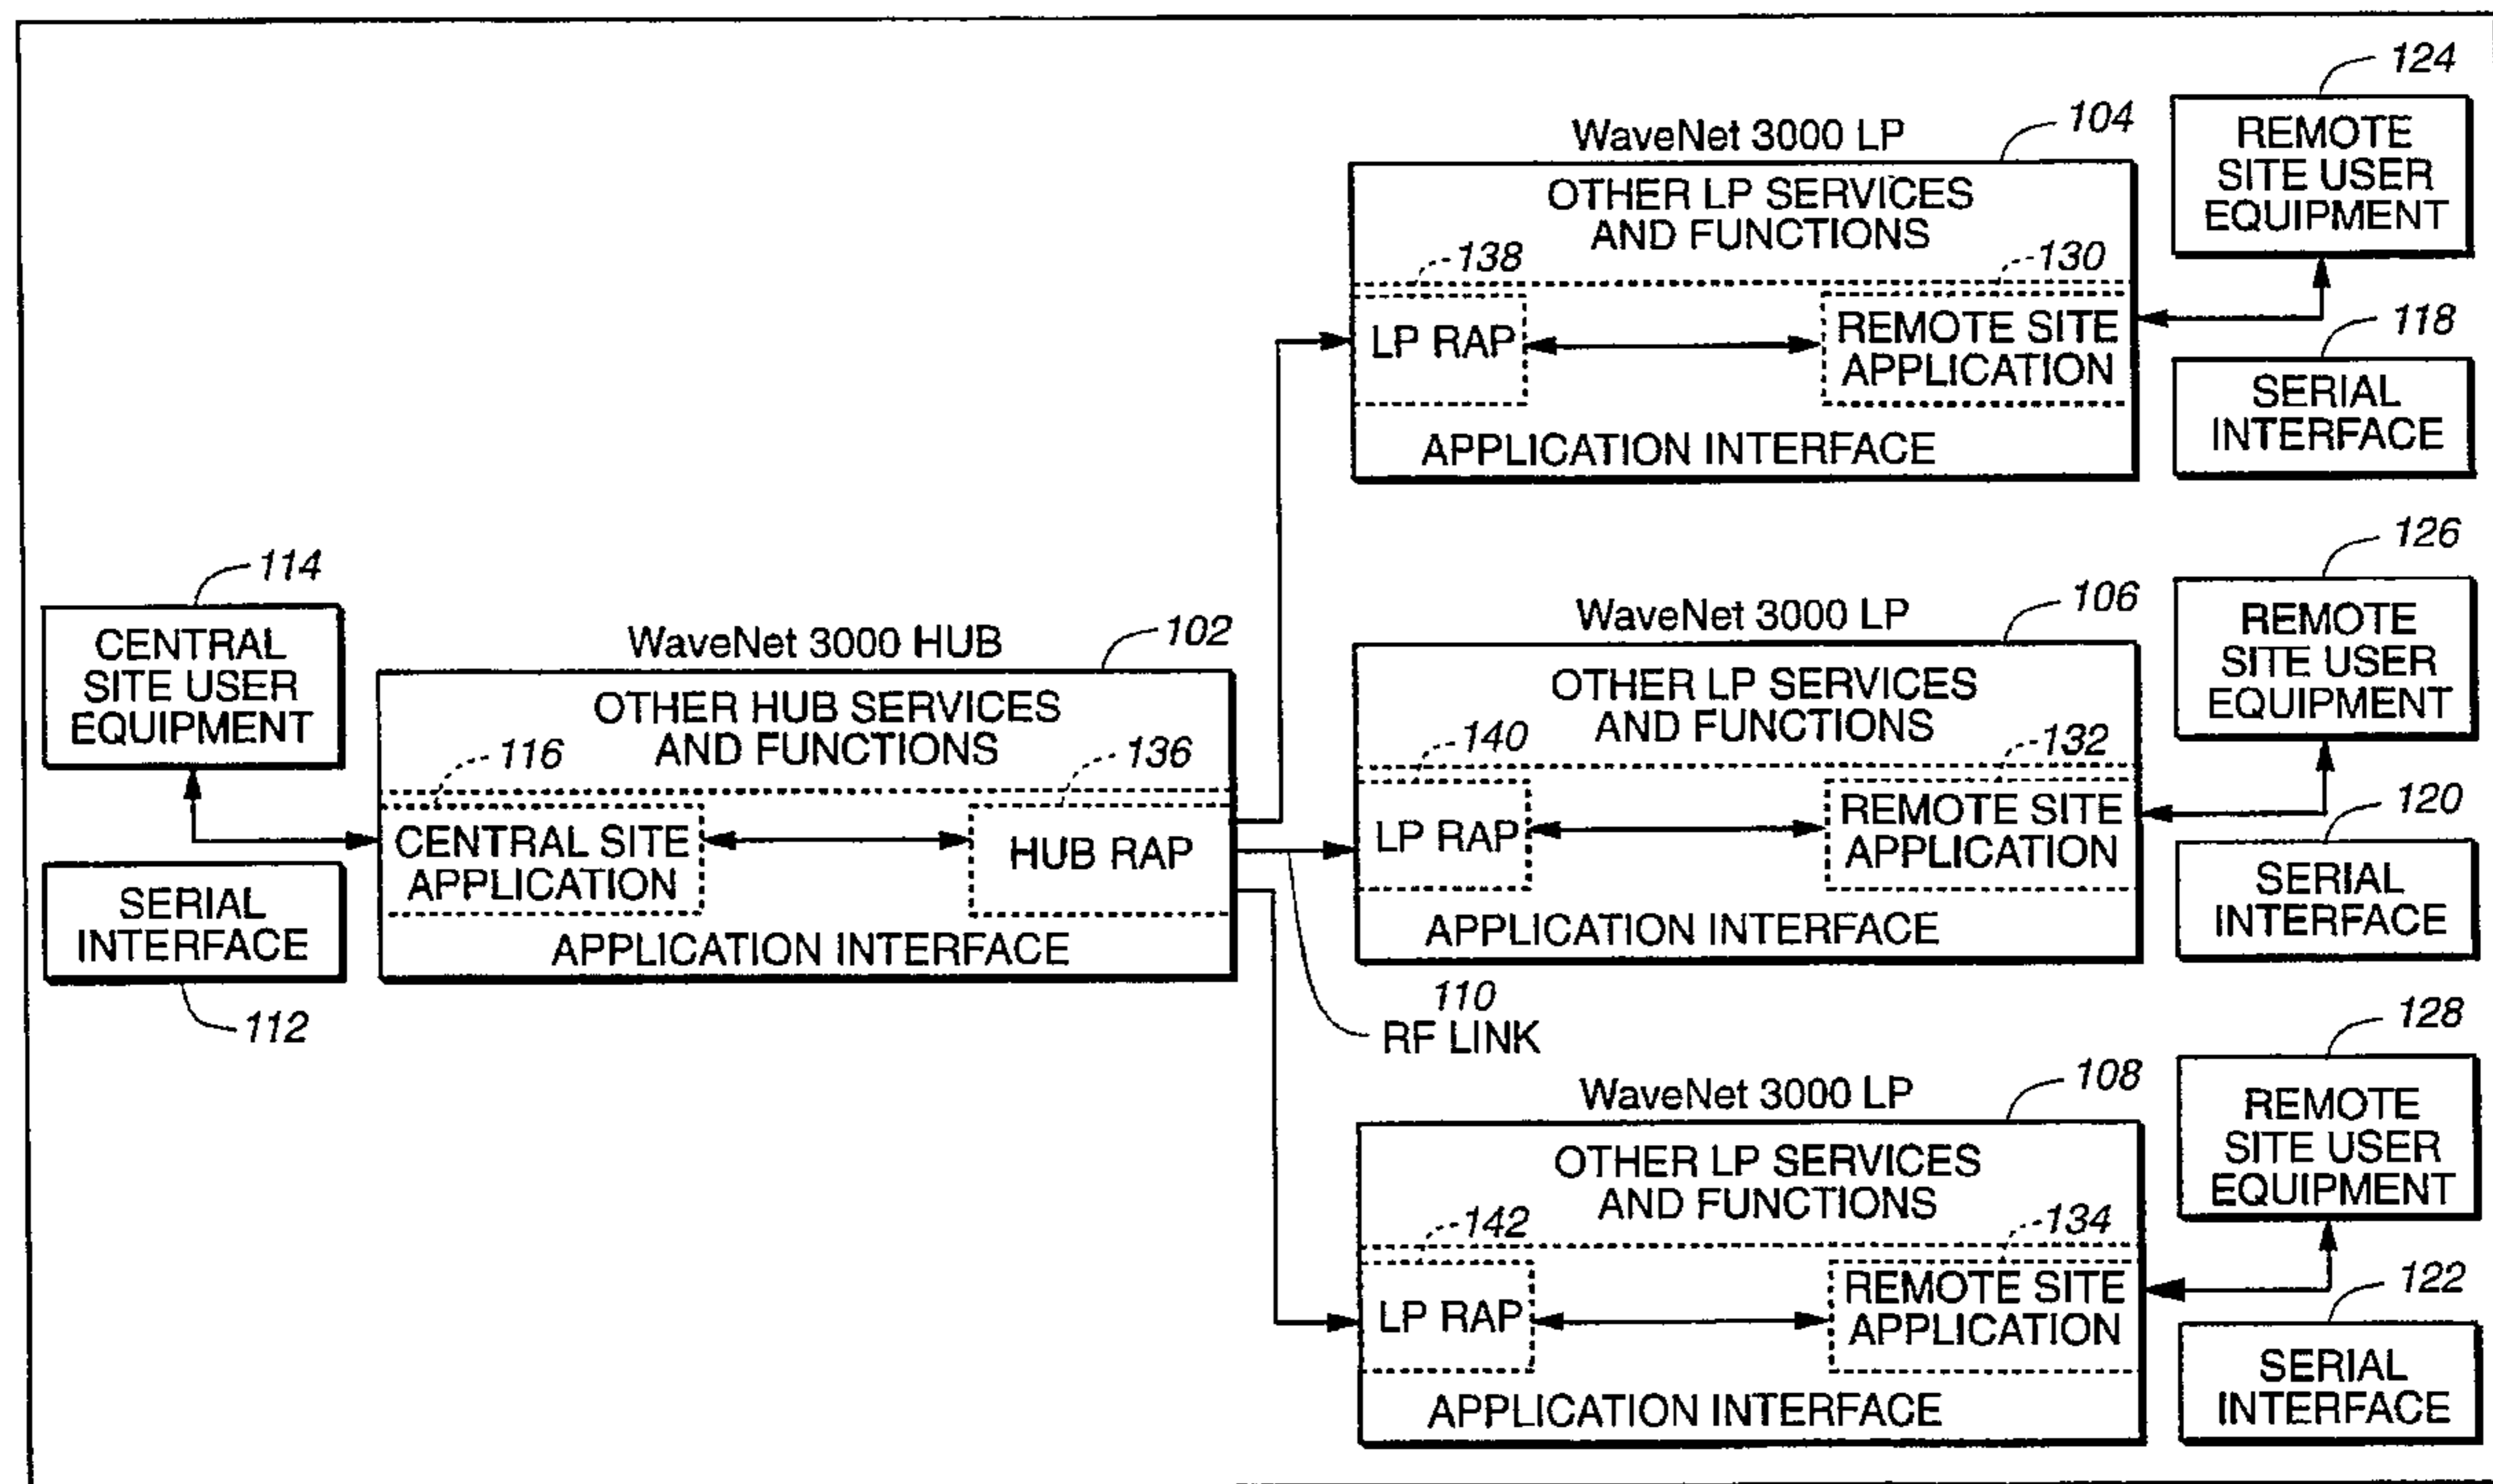 124
REMOTE
SITE USER
EQUIPMENT
WaveNet 3000 LP
104
OTHER LP SERVICES
AND FUNCTIONS
138
130
LP RAP
REMOTE SITE
APPLICATION
APPLICATION INTERFACE
118
SERIAL
INTERFACE
114
CENTRAL
SITE USER
EQUIPMENT
WaveNet 3000 HUB
102
OTHER HUB SERVICES
AND FUNCTIONS
116
136
CENTRAL SITE
APPLICATION
HUB RAP
APPLICATION INTERFACE
SERIAL
INTERFACE
112
126
REMOTE
SITE USER
EQUIPMENT
WaveNet 3000 LP
106
OTHER LP SERVICES
AND FUNCTIONS
140
132
LP RAP
REMOTE SITE
APPLICATION
APPLICATION INTERFACE
120
SERIAL
INTERFACE
110
RF LINK
128
REMOTE
SITE USER
EQUIPMENT
WaveNet 3000 LP
108
OTHER LP SERVICES
AND FUNCTIONS
142
134
LP RAP
REMOTE SITE
APPLICATION
APPLICATION INTERFACE
122
SERIAL
INTERFACE